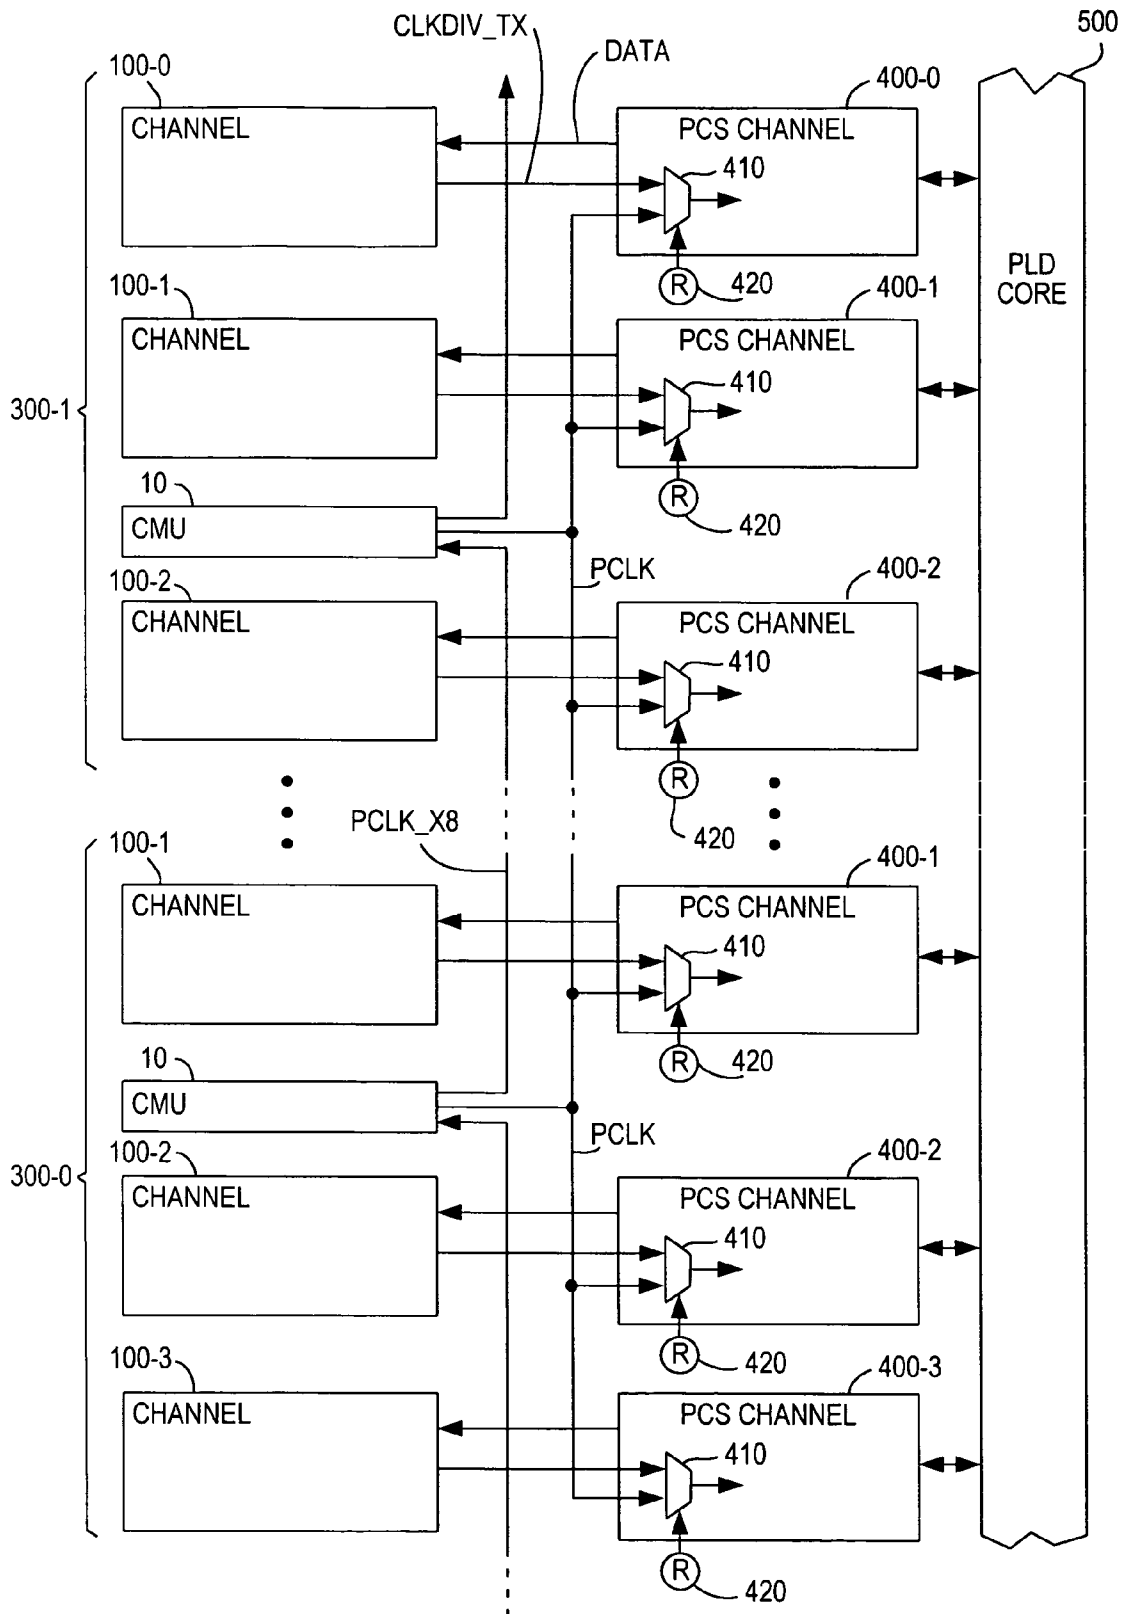 CLKDIV_TX
500
DATA
100-0
400-0
CHANNEL
PCS CHANNEL
410
R
420
PLD
CORE
100-1
400-1
CHANNEL
PCS CHANNEL
410
300-1
R
420
10
CMU
PCLK
100-2
400-2
CHANNEL
PCS CHANNEL
410
R
420
PCLK_X8
100-1
400-1
CHANNEL
PCS CHANNEL
410
R
420
10
CMU
PCLK
100-2
400-2
300-0
CHANNEL
PCS CHANNEL
410
R
420
100-3
400-3
CHANNEL
PCS CHANNEL
410
R
420